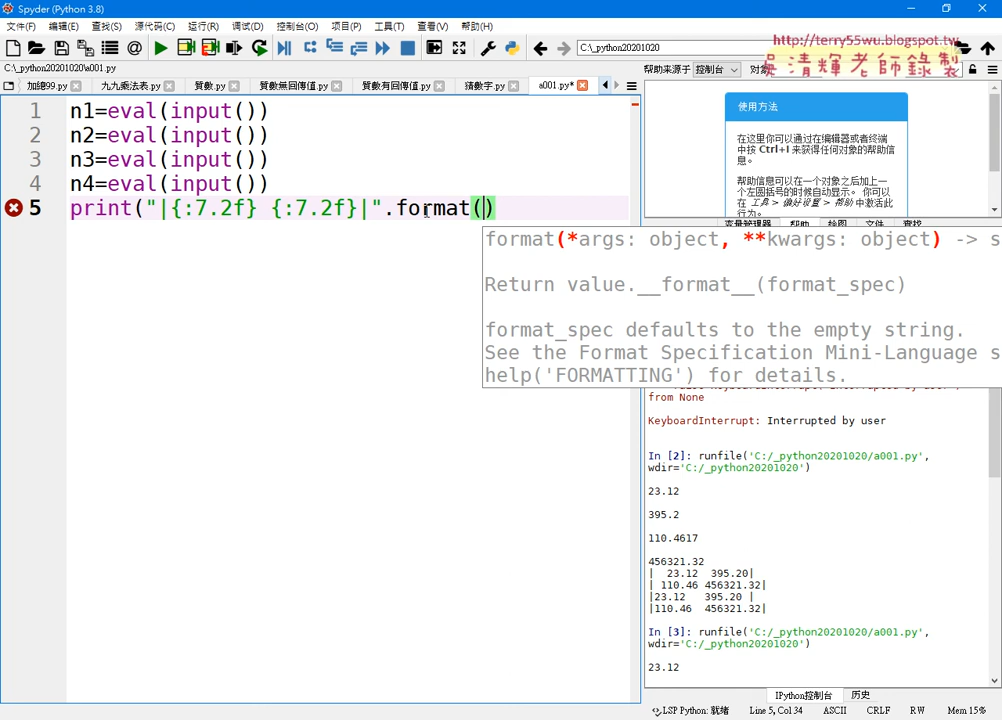 Spyder (Python 3.8)
文件(F) 编辑(E) 查找(S) 源代码(C) 运行(R) 调试(D) 控制台(O) 项目(P) 工具(T) 查看(V) 帮助(H)
C:\_python20201020
http://terry55wu.blogspot.tw
吳清輝老師錄製
C:\_python20201020\a001.py
加總99.py 九九乘法表.py 質數.py 質數無回傳值.py 質數有回傳值.py 猜數字.py a001.py*
帮助来源于 控制台 对象
1 n1=eval(input())
2 n2=eval(input())
3 n3=eval(input())
4 n4=eval(input())
5 print("|{:7.2f} {:7.2f}|".format()
使用方法
在这里你可以通过在编辑器或者终端
中按 Ctrl+I 来获得任何对象的帮助信
息。
帮助信息可以在一个对象之后加上一
个左圆括号的时候自动显示。 你可以
在 工具 > 偏好设置 > 帮助 中激活此
行为。
变量管理器 帮助 绘图 文件 查找
format(*args: object, **kwargs: object) -> s
Return value.__format__(format_spec)
format_spec defaults to the empty string.
See the Format Specification Mini-Language s
help('FORMATTING') for details.
from None
KeyboardInterrupt: Interrupted by user
In [2]: runfile('C:/_python20201020/a001.py',
wdir='C:/_python20201020')
23.12
395.2
110.4617
456321.32
|  23.12  395.20|
| 110.46 456321.32|
|23.12   395.20 |
|110.46  456321.32|
In [3]: runfile('C:/_python20201020/a001.py',
wdir='C:/_python20201020')
23.12
IPython控制台 历史
LSP Python: 就绪 Line 5, Col 34 ASCII CRLF RW Mem 15%